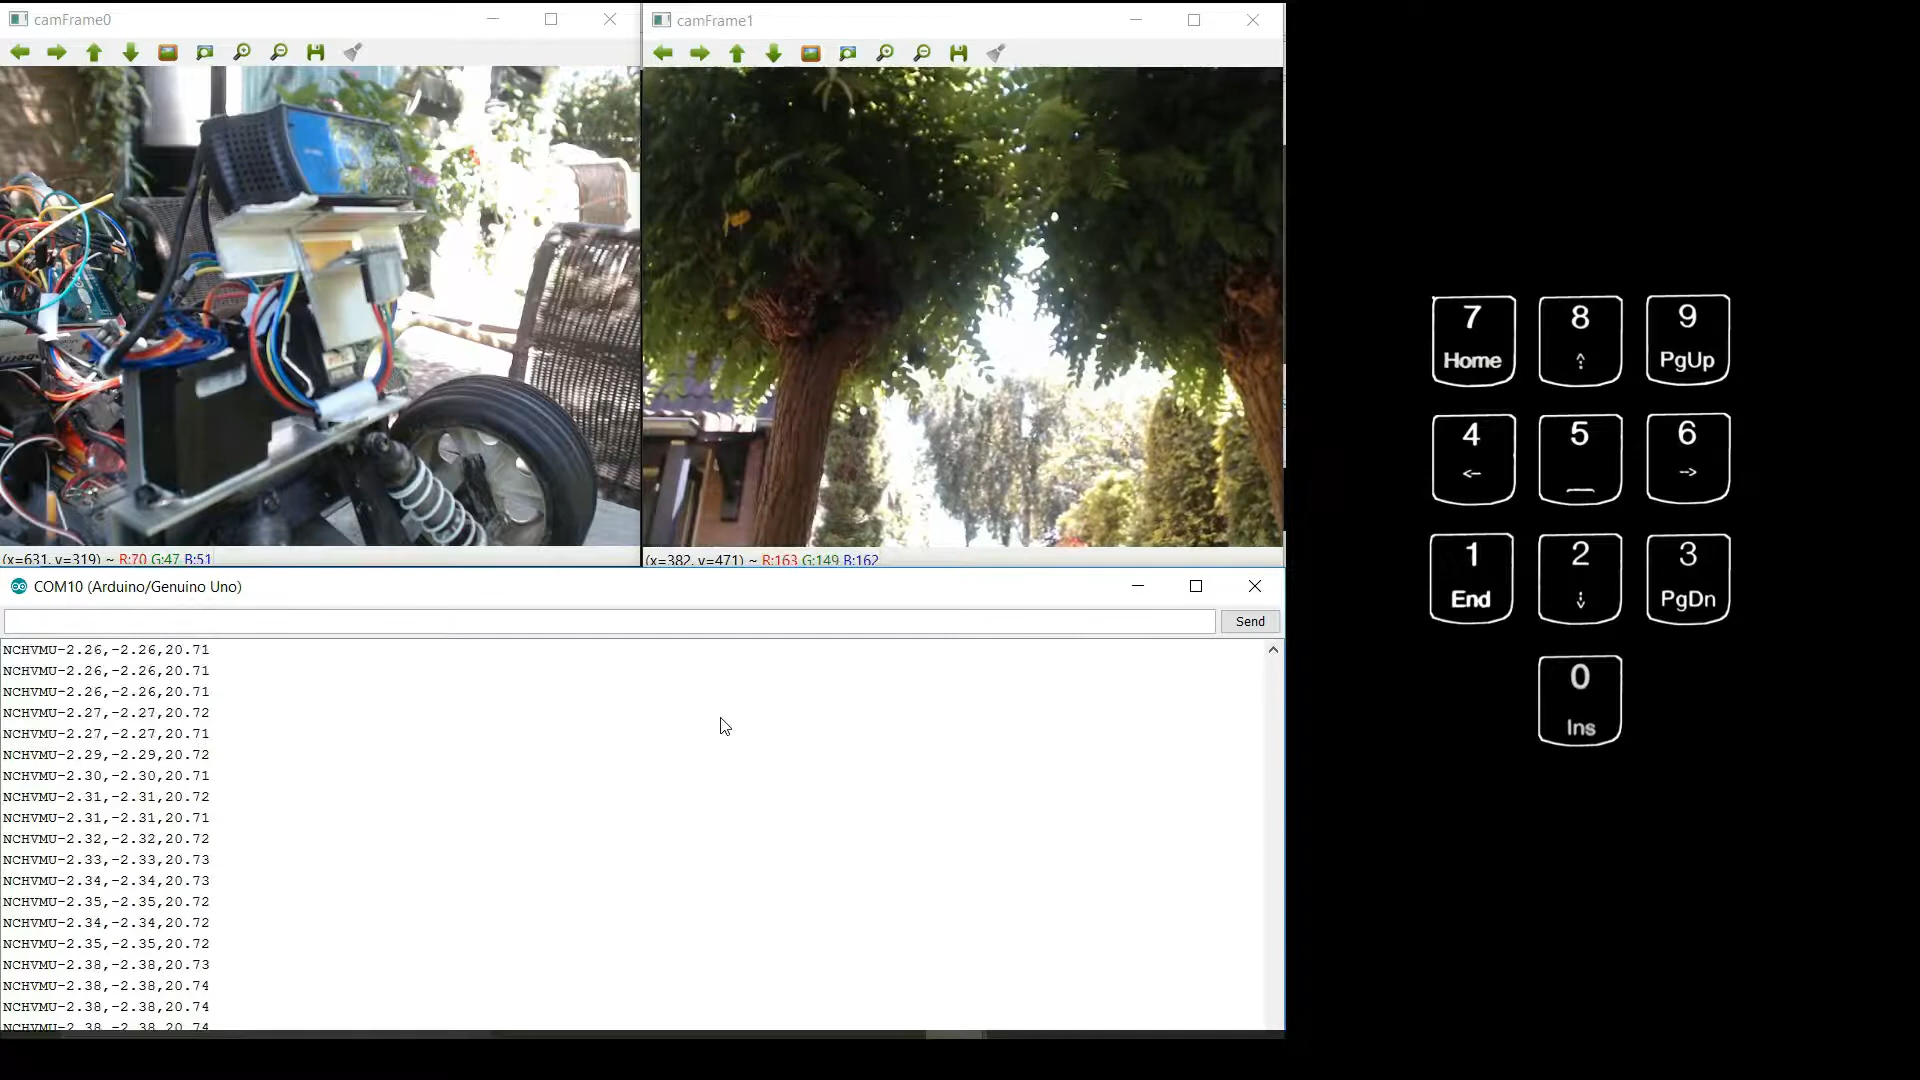 camFrame0
camFrame1
(x=631, y=319) ~ R:70 G:47 B:51
(x=382, y=471) ~ R:163 G:149 B:162
COM10 (Arduino/Genuino Uno)
Send
NCHVMU-2.26,-2.26,20.71
NCHVMU-2.26,-2.26,20.71
NCHVMU-2.26,-2.26,20.71
NCHVMU-2.27,-2.27,20.72
NCHVMU-2.27,-2.27,20.71
NCHVMU-2.29,-2.29,20.72
NCHVMU-2.30,-2.30,20.71
NCHVMU-2.31,-2.31,20.72
NCHVMU-2.31,-2.31,20.71
NCHVMU-2.32,-2.32,20.72
NCHVMU-2.33,-2.33,20.73
NCHVMU-2.34,-2.34,20.73
NCHVMU-2.35,-2.35,20.72
NCHVMU-2.34,-2.34,20.72
NCHVMU-2.35,-2.35,20.72
NCHVMU-2.38,-2.38,20.73
NCHVMU-2.38,-2.38,20.74
NCHVMU-2.38,-2.38,20.74
NCHVMU-2.38,-2.38,20.74
7 8 9
Home ^ PgUp
4 5 6
<- -->
1 2 3
End v PgDn
0
Ins